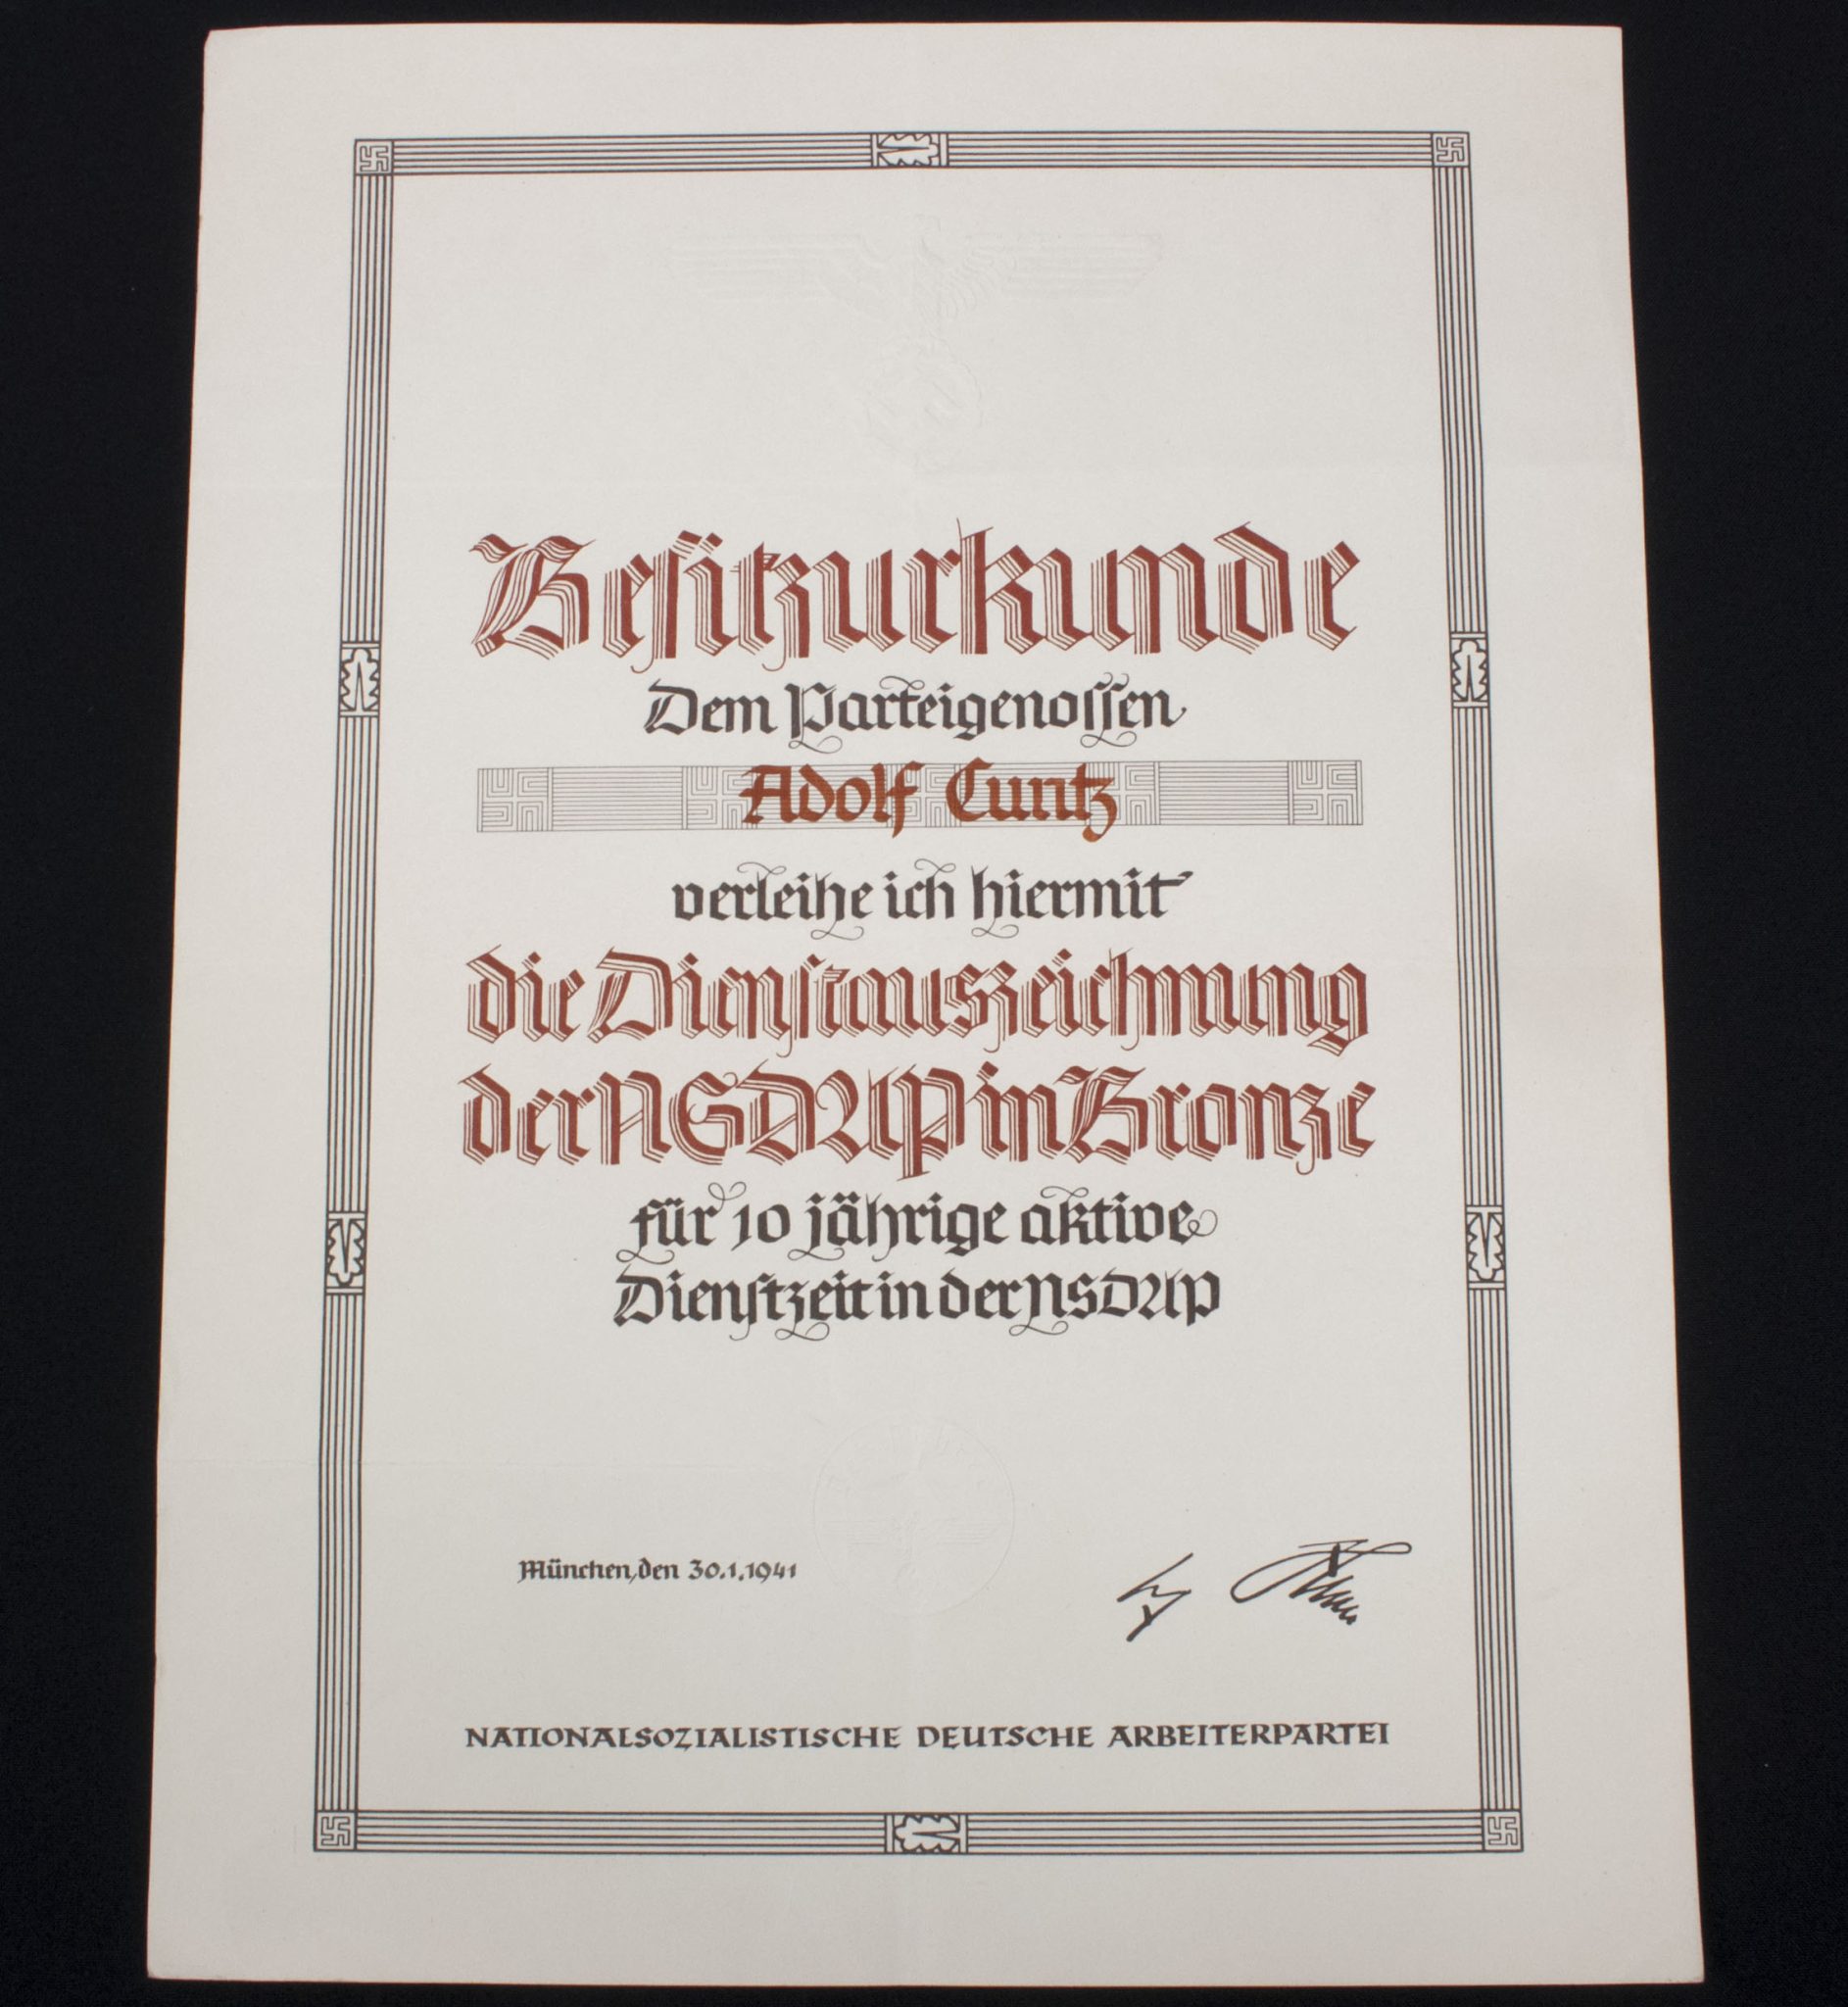 Besitzurkunde
Dem Parteigenossen
Adolf Cuntz
verleihe ich hiermit
die Dienstauszeichnung
der NSDAP in Bronze
für 10 jährige aktive
Dienstzeit in der NSDAP
München, den 30.1.1941
NATIONALSOZIALISTISCHE DEUTSCHE ARBEITERPARTEI